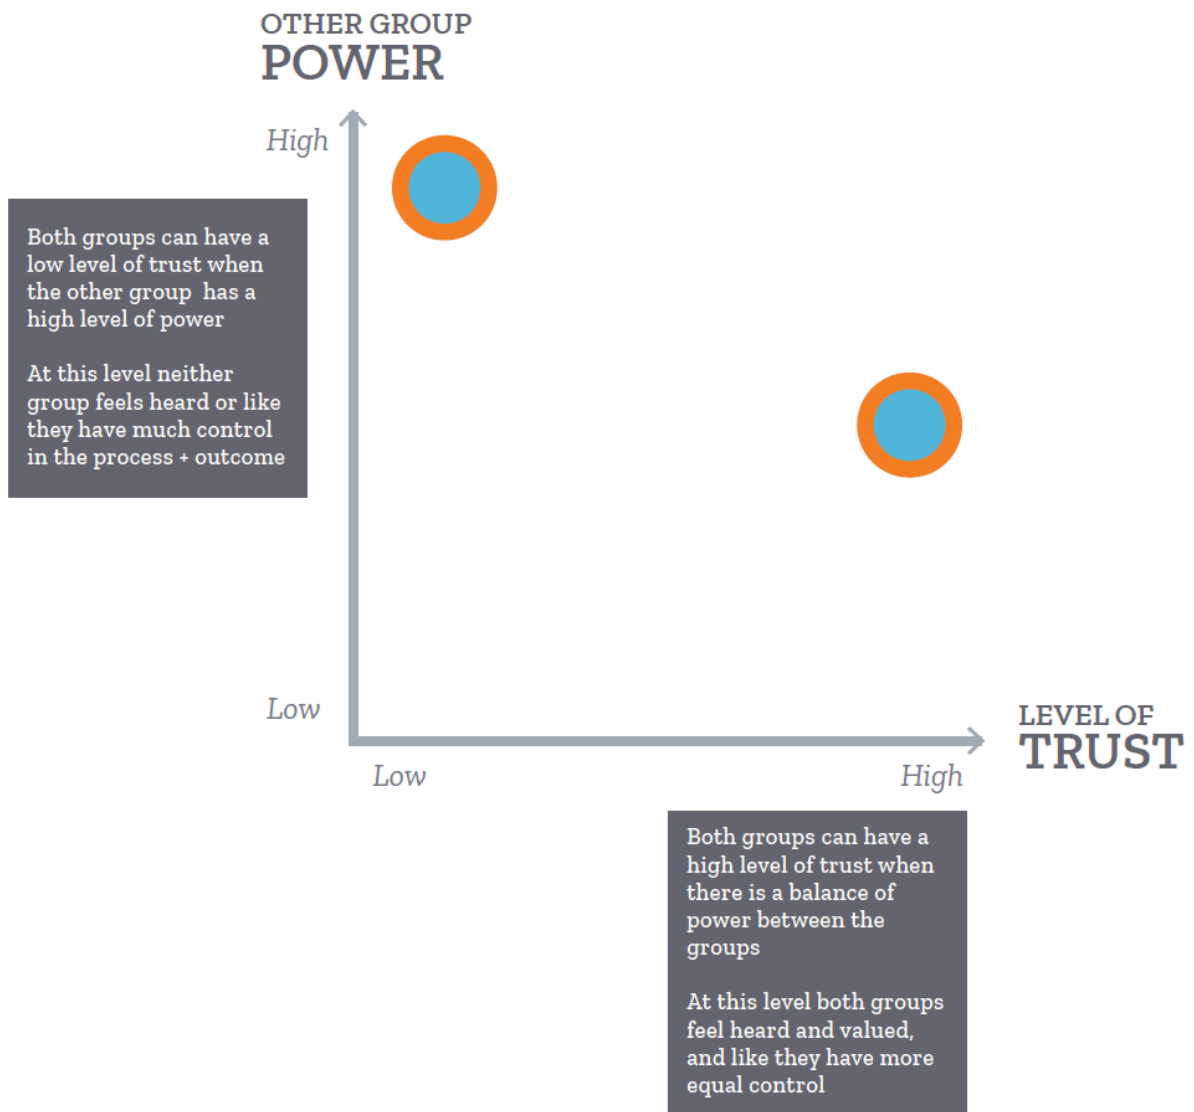 OTHER GROUP
POWER
High
Both groups can have a
low level of trust when
the other group has a
high level of power
At this level neither
group feels heard or like
they have much control
in the process + outcome
Low
LEVEL OF
TRUST
Low
High
Both groups can have a
high level of trust when
there is a balance of
power between the
groups
At this level both groups
feel heard and valued,
and like they have more
equal control